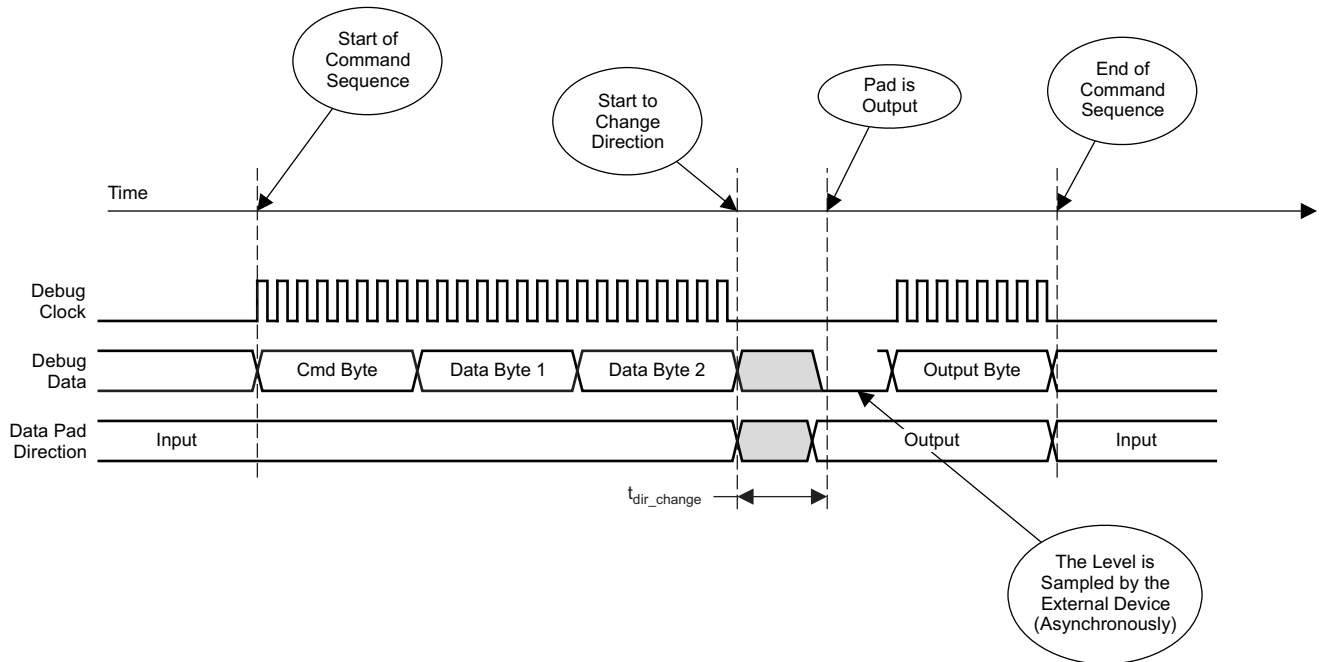 Start of
Command
Sequence
Start to
Change
Direction
Pad is
Output
End of
Command
Sequence
Time
Debug
Clock
Debug
Data
Cmd Byte
Data Byte 1
Data Byte 2
Output Byte
Data Pad
Direction
Input
Output
Input
tdir_change
The Level is
Sampled by the
External Device
(Asynchronously)